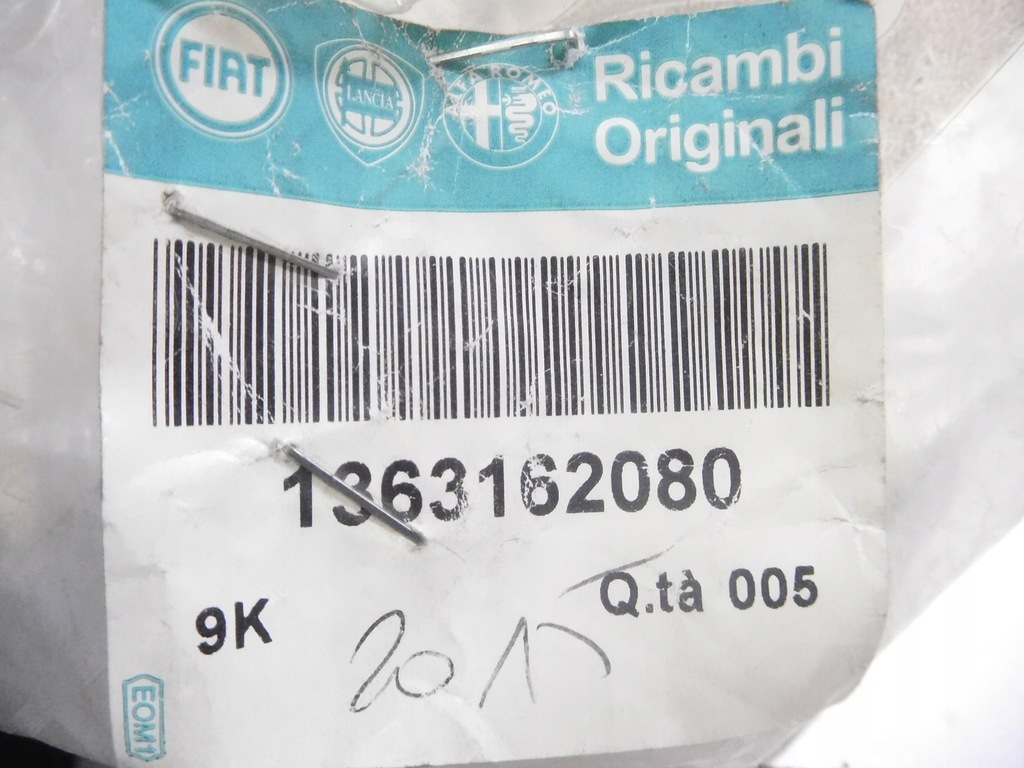 FIAT
LANCIA
ALFA ROMEO
Ricambi
Originali
1363162080
Q.tà 005
9K
2015
EOM1